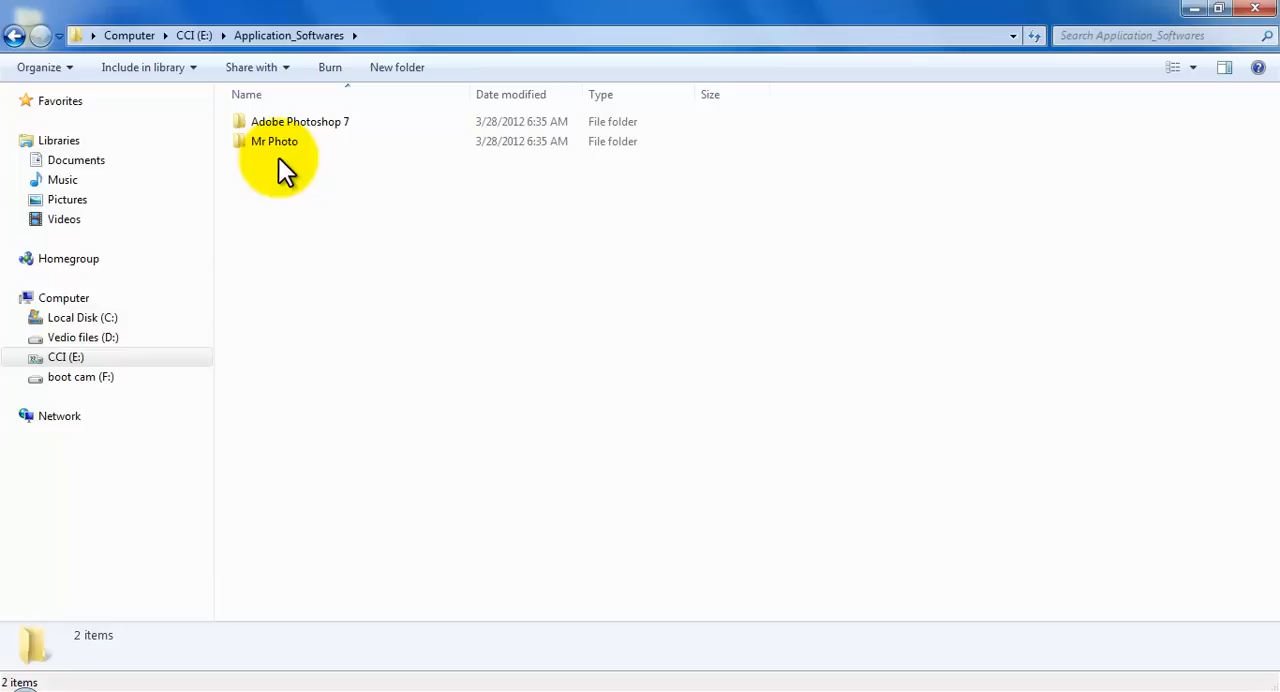 Computer CCI (E:) Application_Softwares Search Application_Softwares
Organize Include in library Share with Burn New folder
Name Date modified Type Size
Adobe Photoshop 7 3/28/2012 6:35 AM File folder
Mr Photo 3/28/2012 6:35 AM File folder
Favorites
Libraries
Documents
Music
Pictures
Videos
Homegroup
Computer
Local Disk (C:)
Vedio files (D:)
CCI (E:)
boot cam (F:)
Network
2 items
2 items